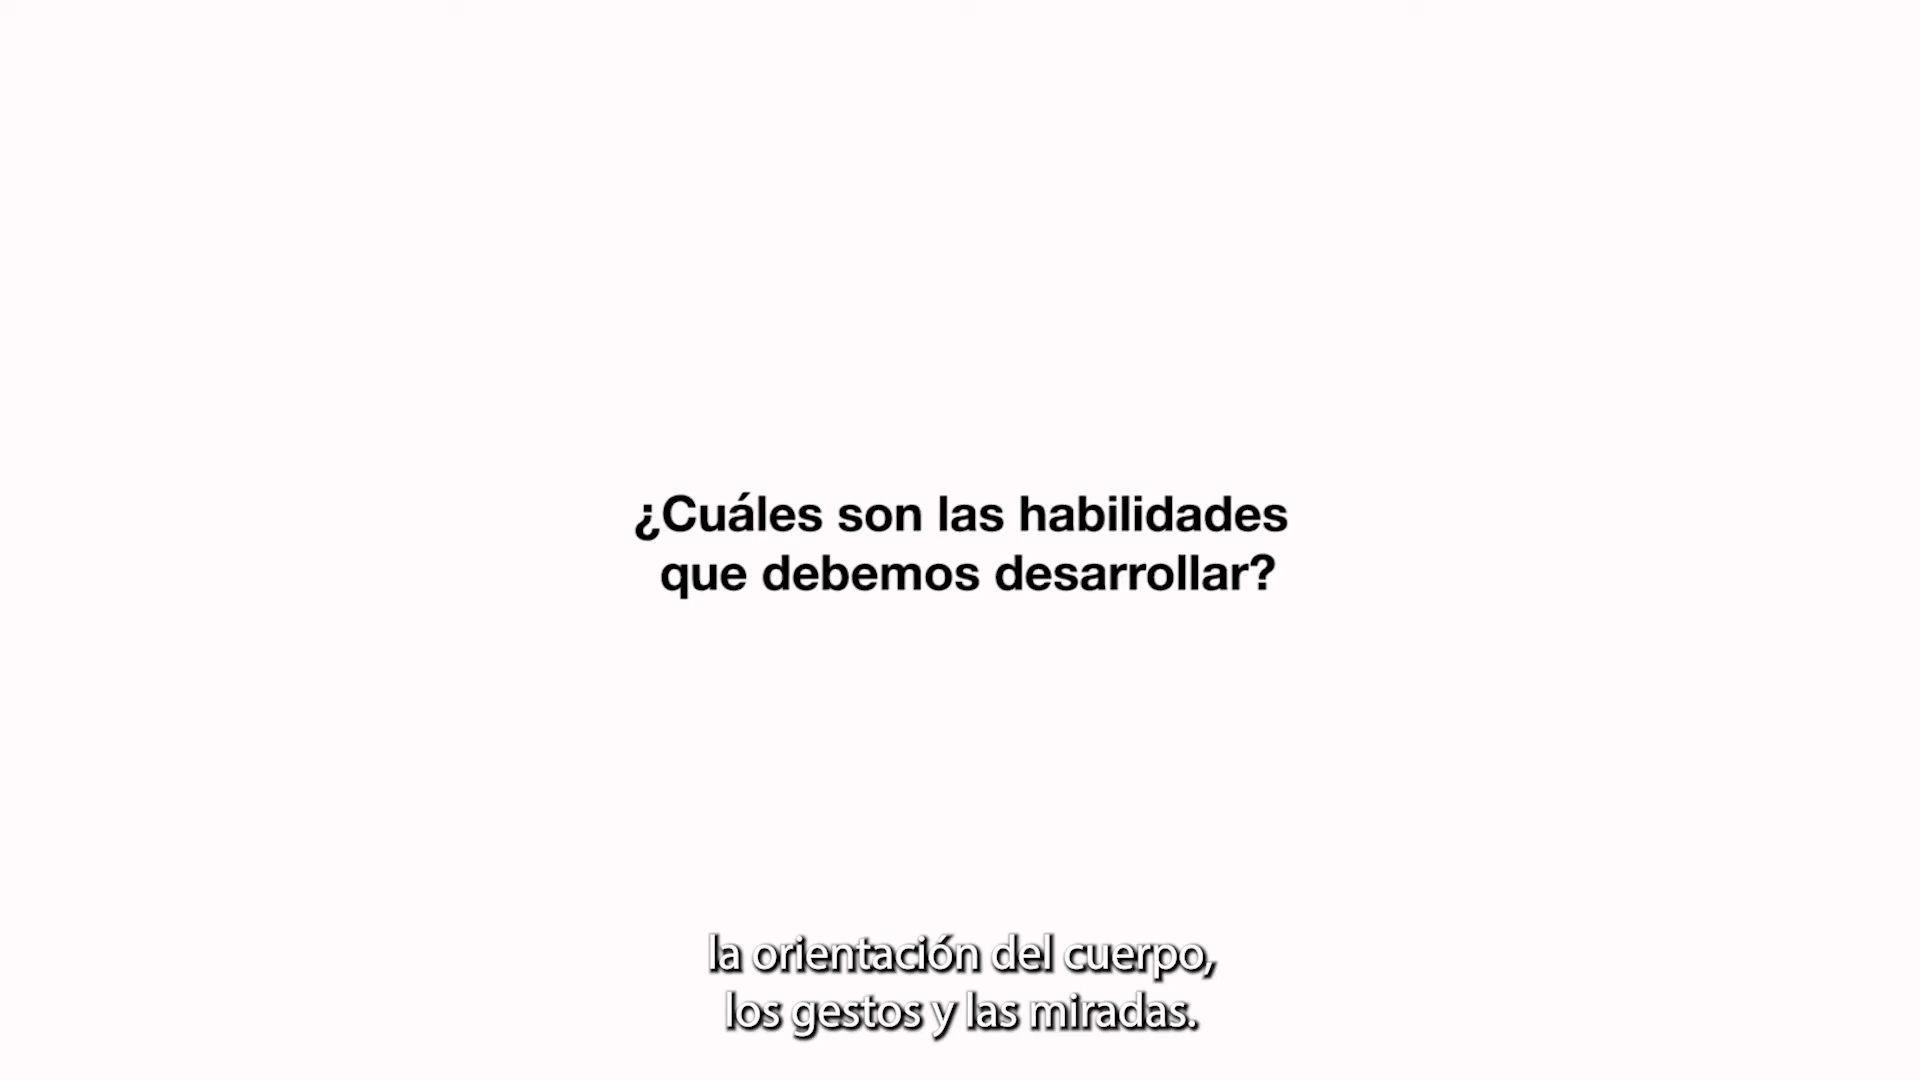 ¿Cuáles son las habilidades
que debemos desarrollar?
la orientación del cuerpo,
los gestos y las miradas.